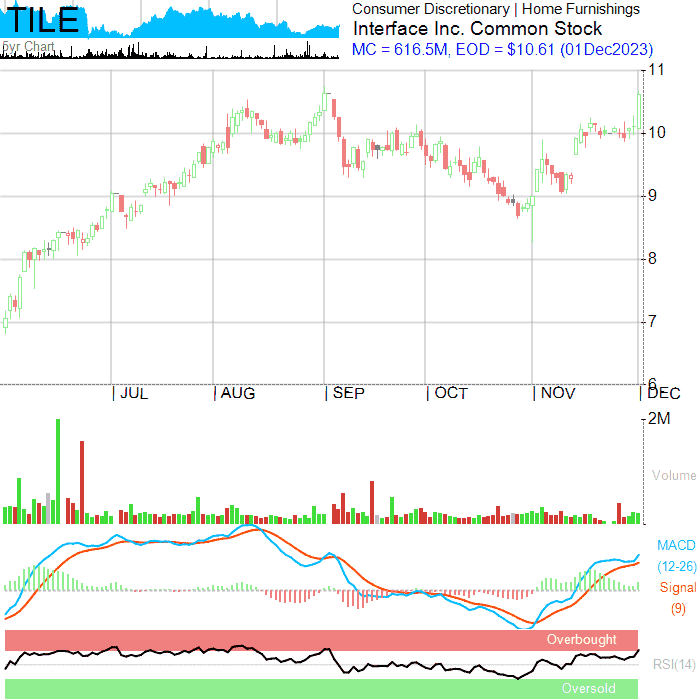 TILE
5yr Chart
Consumer Discretionary | Home Furnishings
Interface Inc. Common Stock
MC = 616.5M, EOD = $10.61 (01Dec2023)
11
10
9
8
7
6
| JUL | AUG | SEP | OCT | NOV | DEC
2M
Volume
MACD
(12-26)
Signal
(9)
Overbought
RSI(14)
Oversold